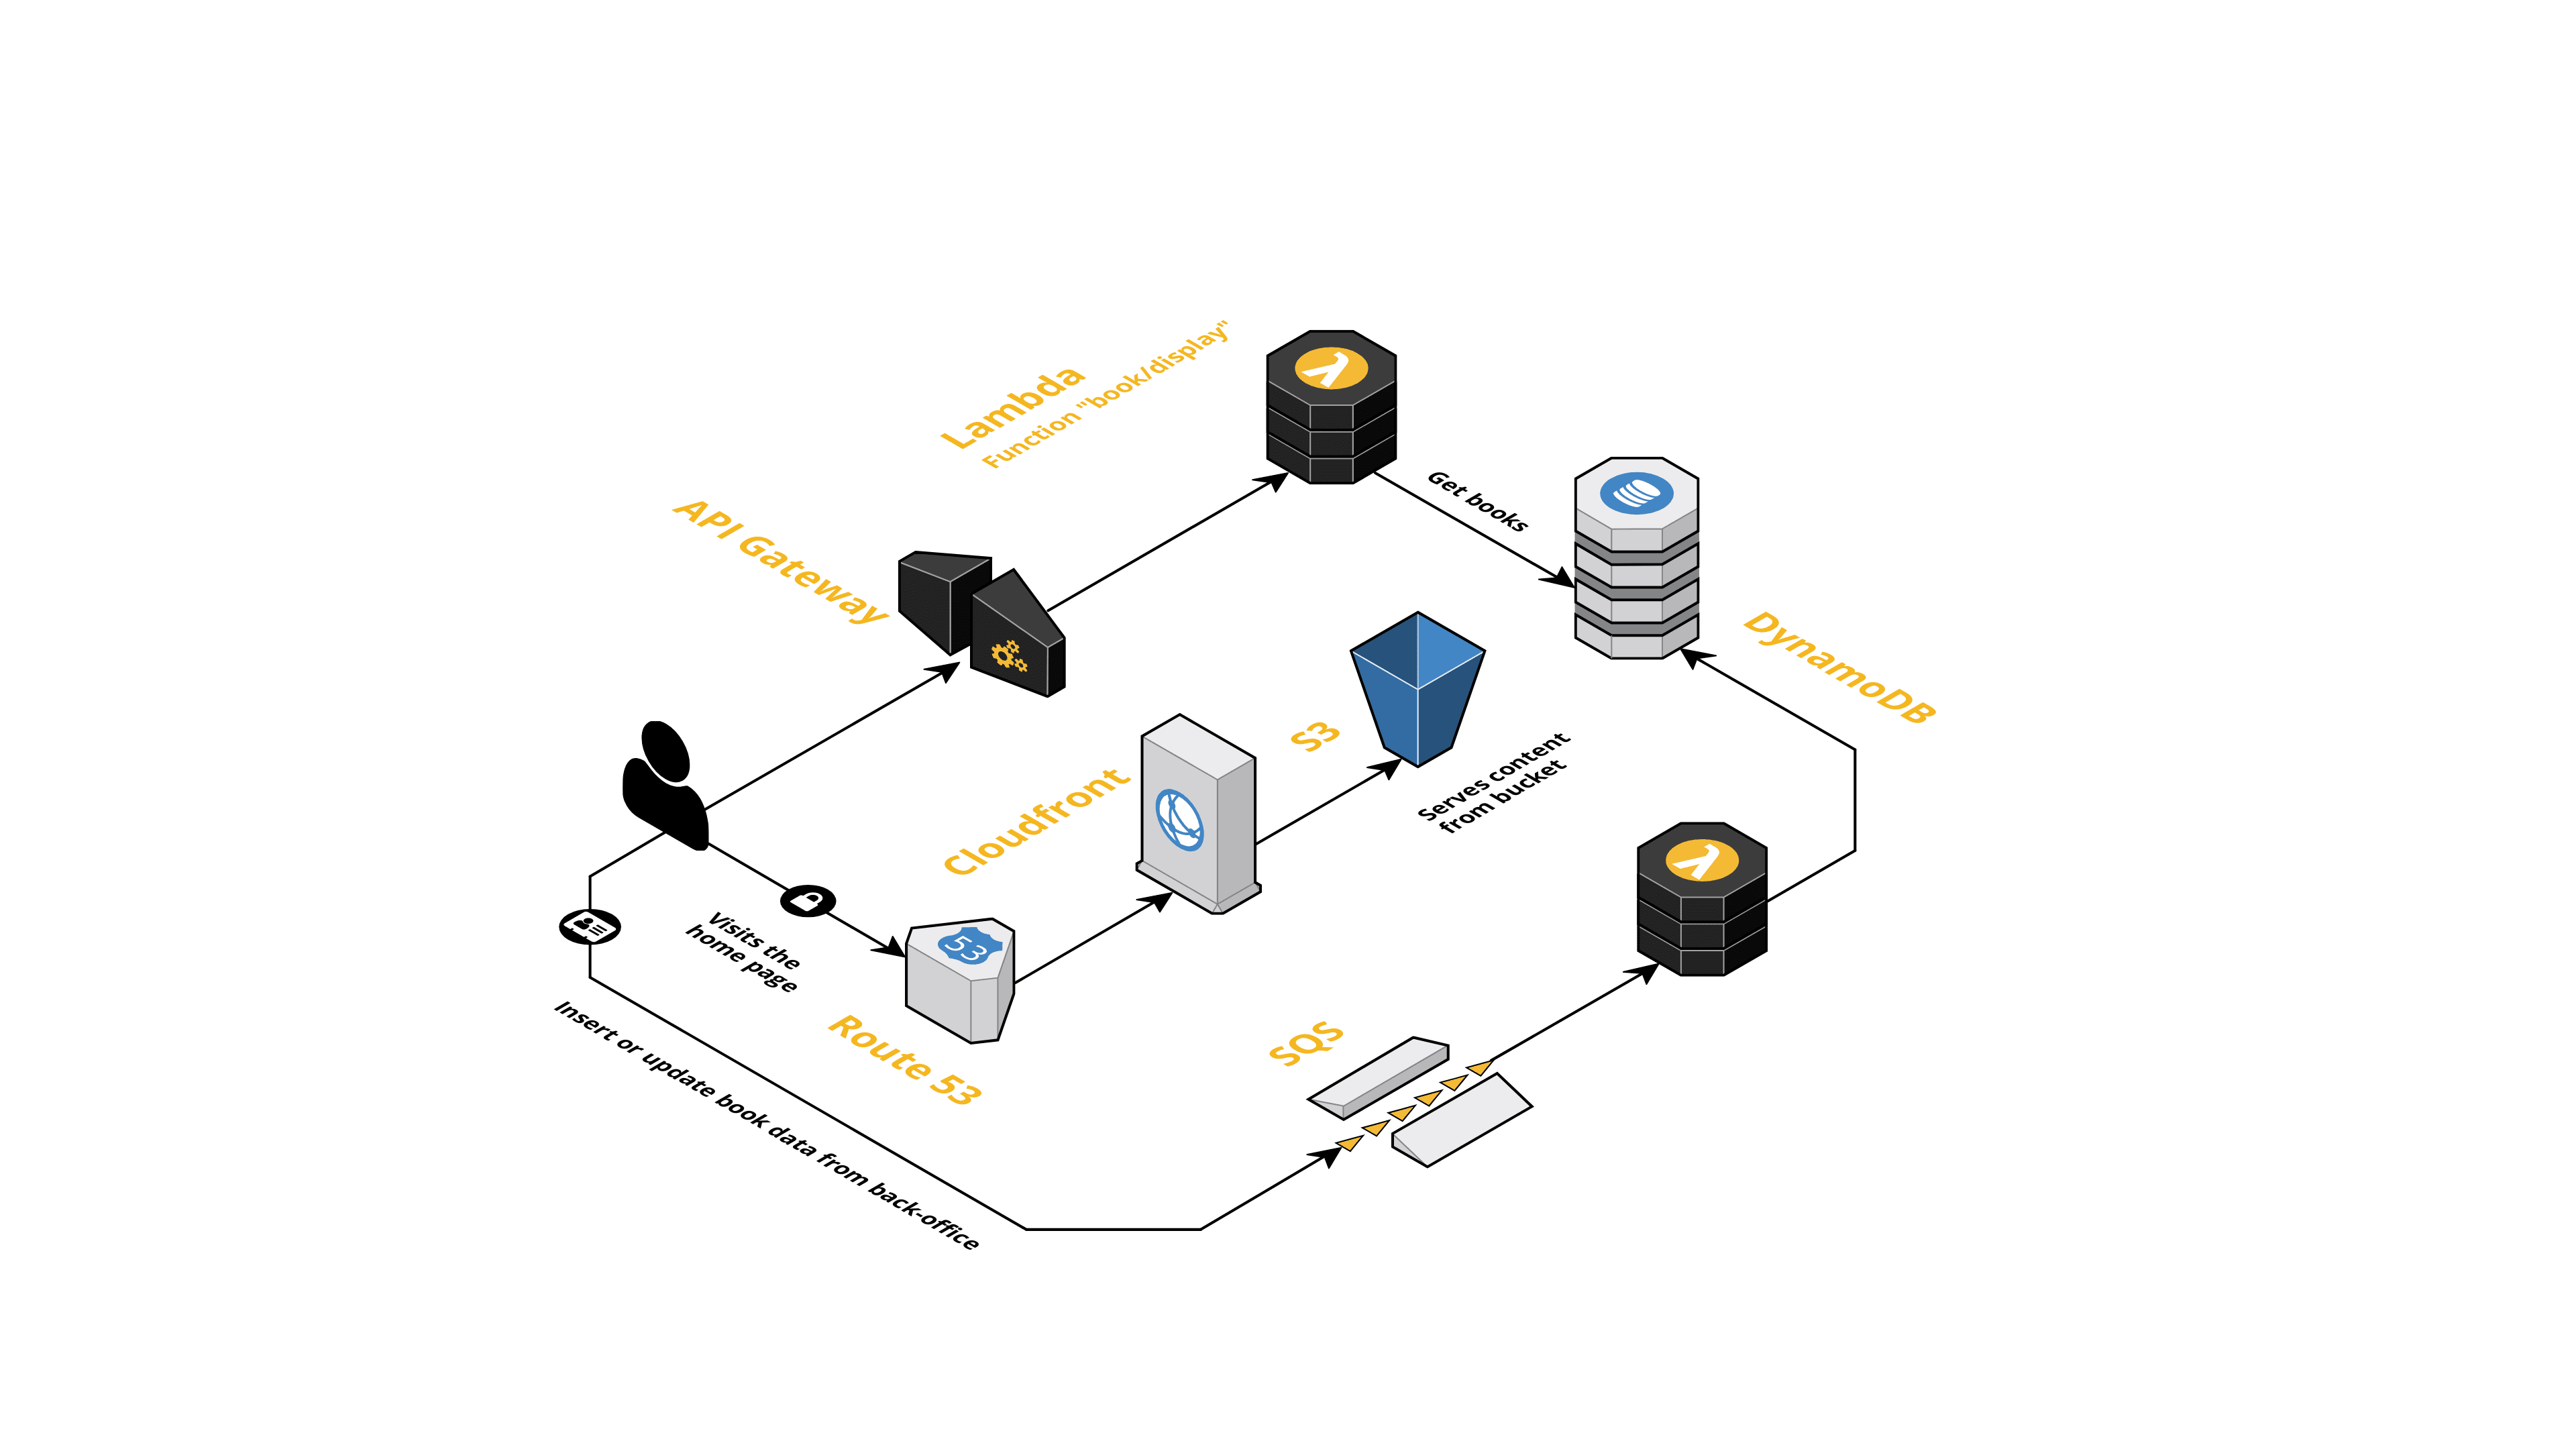 Lambda
Function "book/display"
API Gateway
Get books
DynamoDB
S3
Serves content
from bucket
Cloudfront
Visits the
home page
53
Route 53
SQS
Insert or update book data from back-office